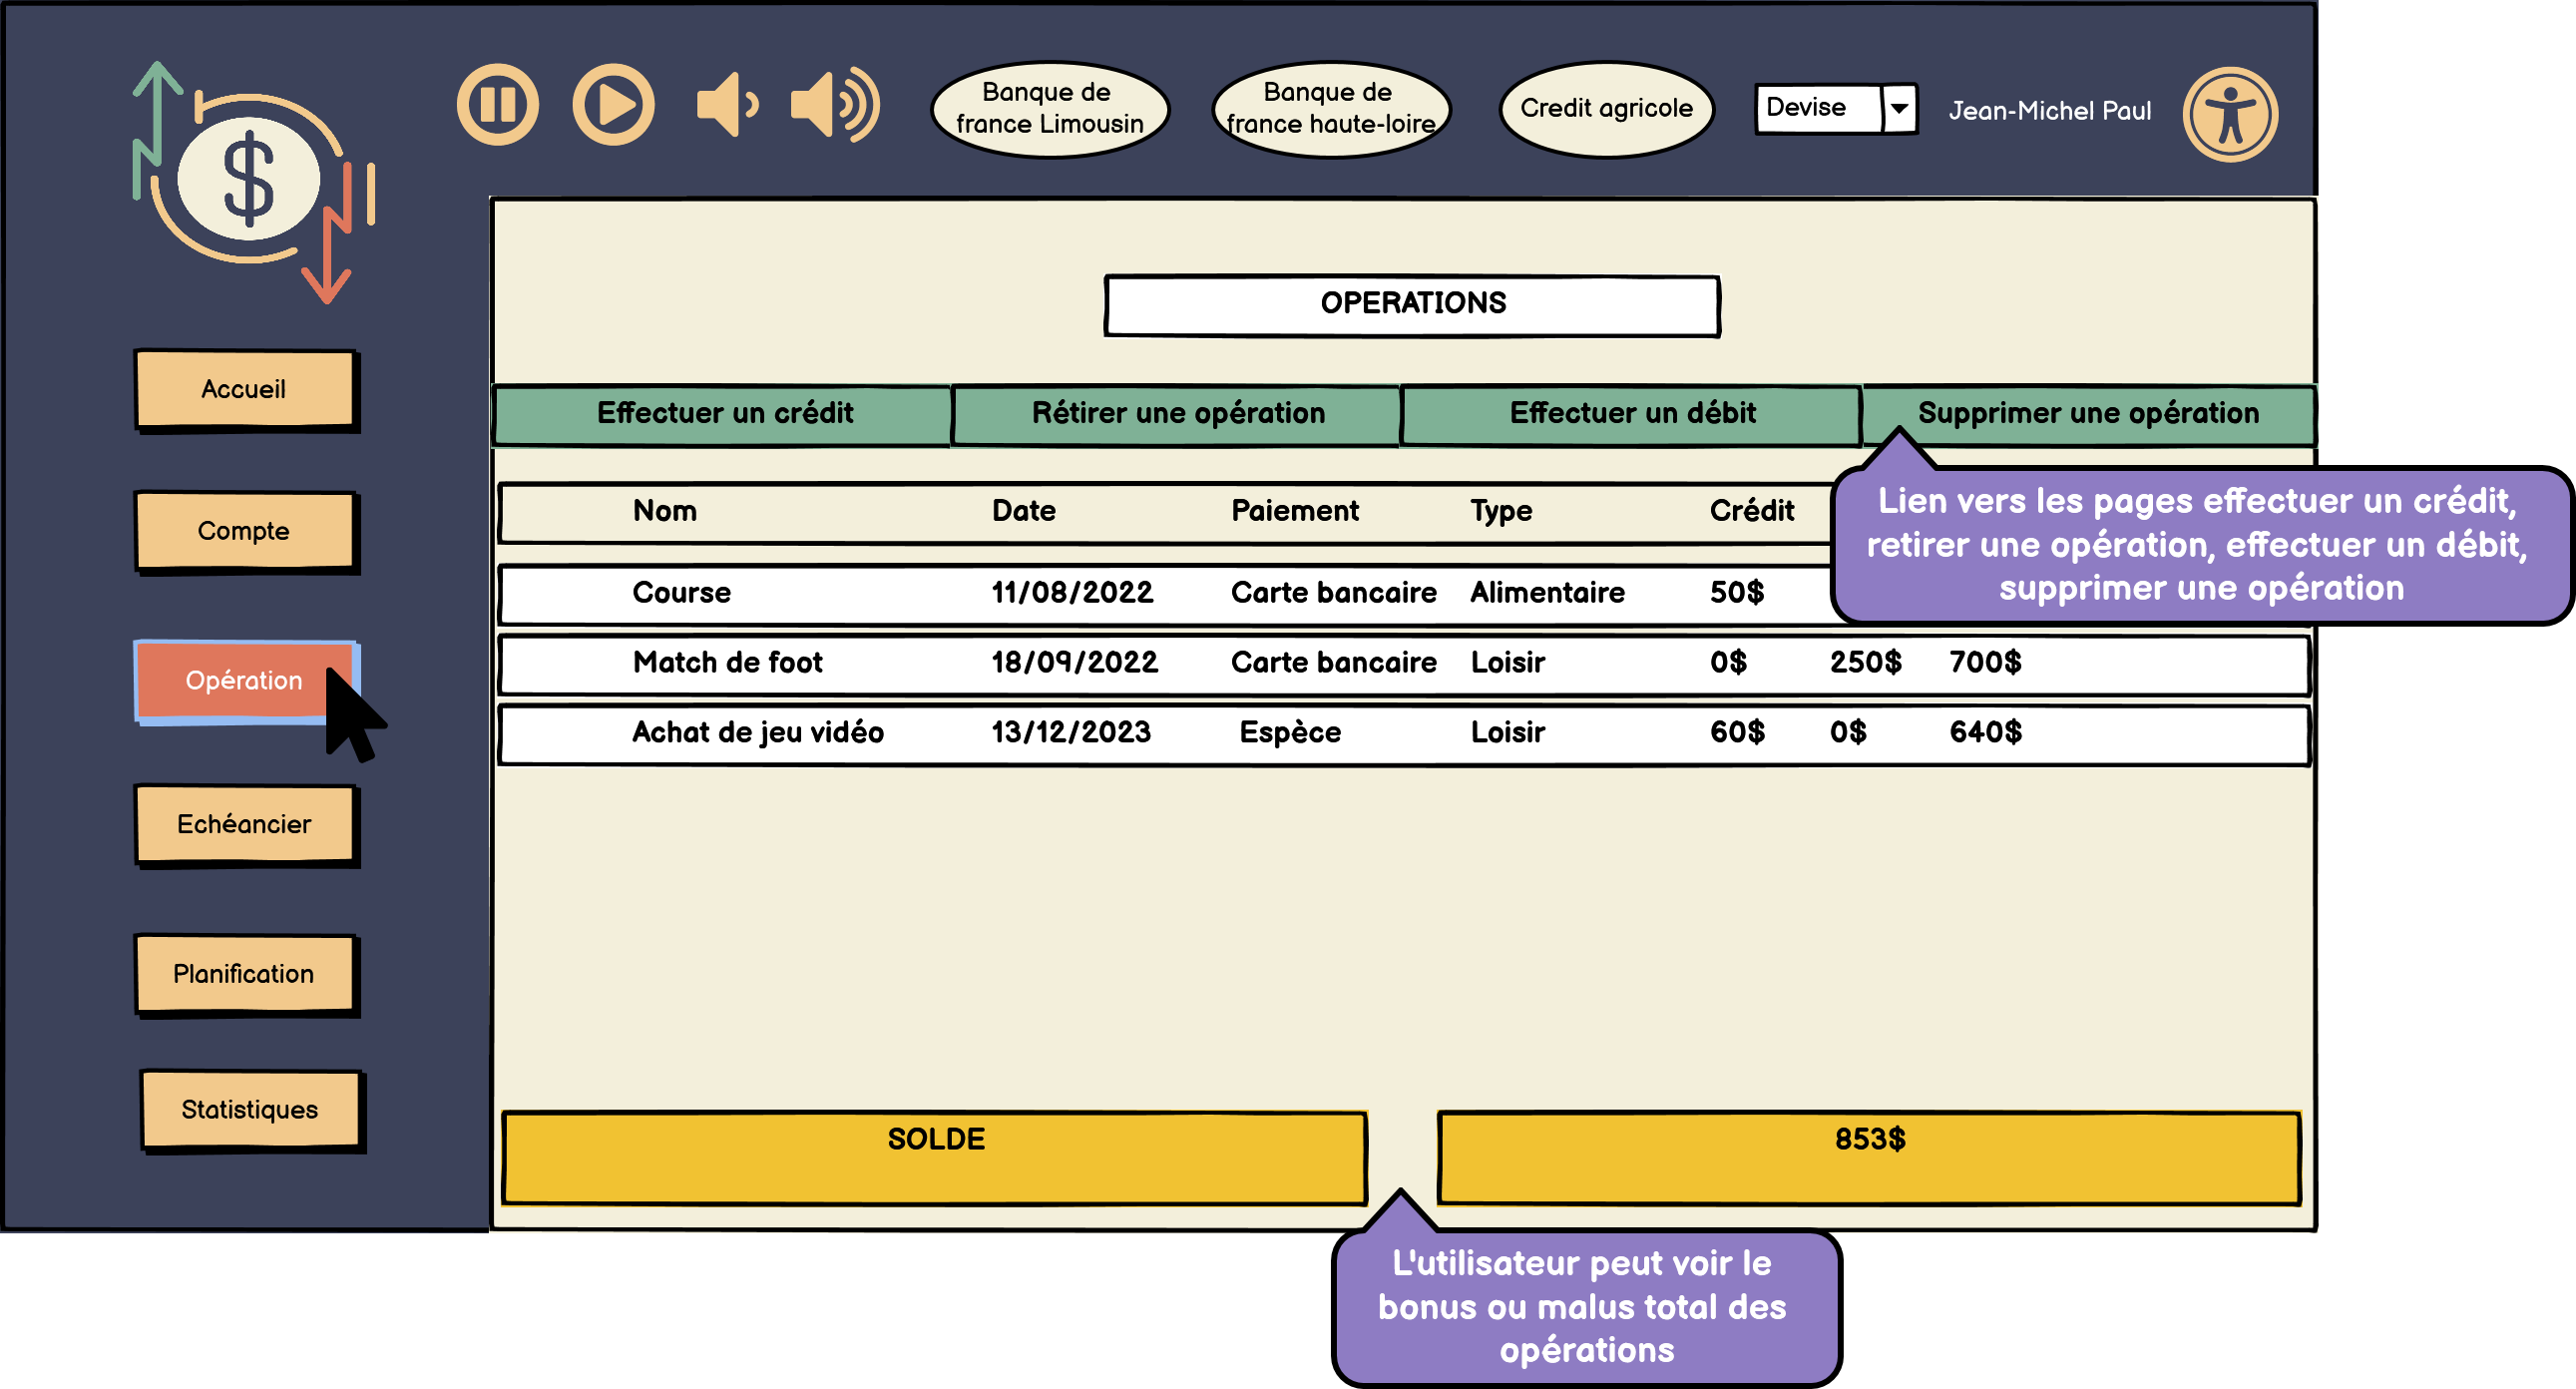 $
Banque de
france Limousin
Banque de
france haute-loire
Credit agricole
Devise
Jean-Michel Paul
OPERATIONS
Accueil
Compte
Opération
Echéancier
Planification
Statistiques
Effectuer un crédit
Rétirer une opération
Effectuer un débit
Supprimer une opération
Lien vers les pages effectuer un crédit,
retirer une opération, effectuer un débit,
supprimer une opération
Nom Date Paiement Type Crédit
Course 11/08/2022 Carte bancaire Alimentaire 50$
Match de foot 18/09/2022 Carte bancaire Loisir 0$ 250$ 700$
Achat de jeu vidéo 13/12/2023 Espèce Loisir 60$ 0$ 640$
SOLDE
853$
L'utilisateur peut voir le
bonus ou malus total des
opérations